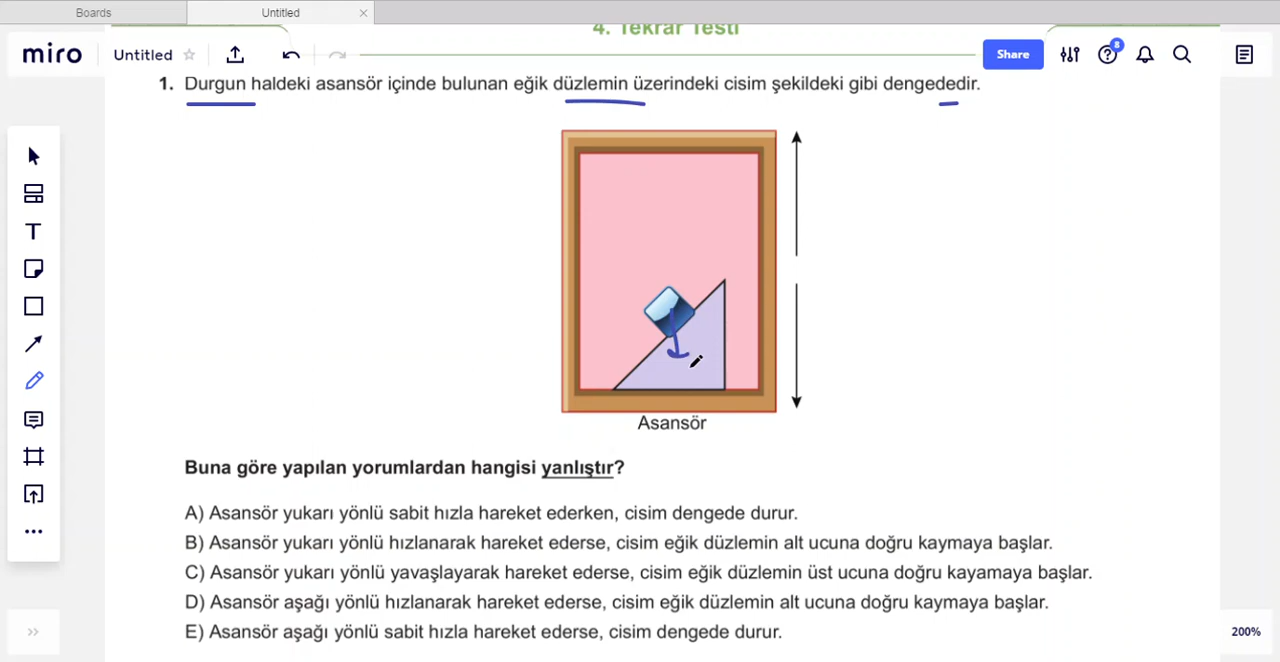 Boards
Untitled
miro
Untitled
Share
8
4. Tekrar Testi
1. Durgun haldeki asansör içinde bulunan eğik düzlemin üzerindeki cisim şekildeki gibi dengededir.
Asansör
Buna göre yapılan yorumlardan hangisi yanlıştır?
A) Asansör yukarı yönlü sabit hızla hareket ederken, cisim dengede durur.
B) Asansör yukarı yönlü hızlanarak hareket ederse, cisim eğik düzlemin alt ucuna doğru kaymaya başlar.
C) Asansör yukarı yönlü yavaşlayarak hareket ederse, cisim eğik düzlemin üst ucuna doğru kayamaya başlar.
D) Asansör aşağı yönlü hızlanarak hareket ederse, cisim eğik düzlemin alt ucuna doğru kaymaya başlar.
E) Asansör aşağı yönlü sabit hızla hareket ederse, cisim dengede durur.
200%